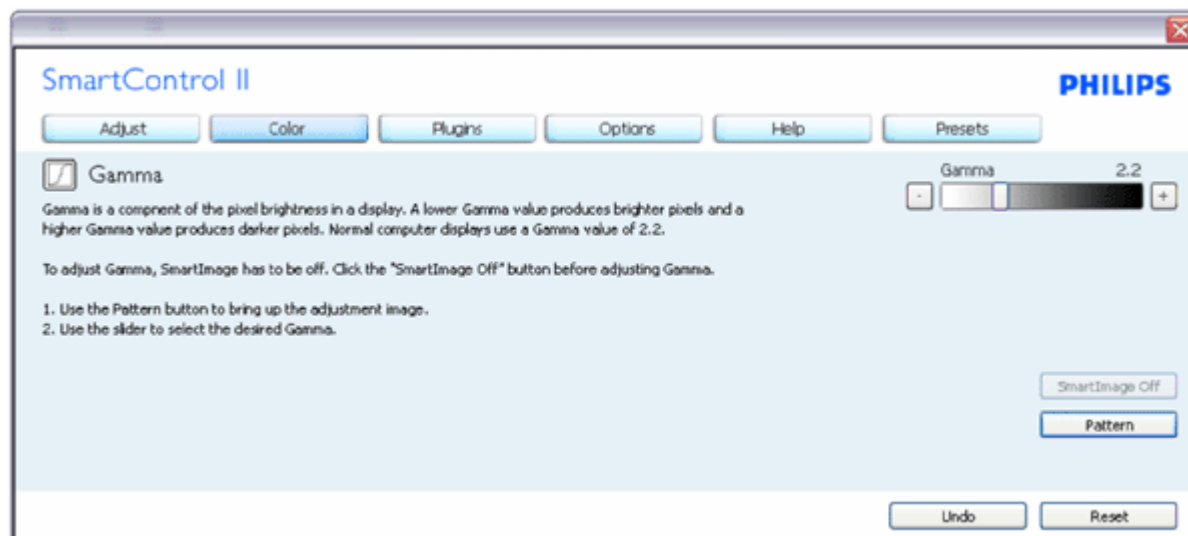 SmartControl II
PHILIPS
Adjust Color Plugins Options Help Presets
Gamma
Gamma 2.2
- +
Gamma is a compnent of the pixel brightness in a display. A lower Gamma value produces brighter pixels and a
higher Gamma value produces darker pixels. Normal computer displays use a Gamma value of 2.2.
To adjust Gamma, SmartImage has to be off. Click the "SmartImage Off" button before adjusting Gamma.
1. Use the Pattern button to bring up the adjustment image.
2. Use the slider to select the desired Gamma.
SmartImage Off
Pattern
Undo Reset